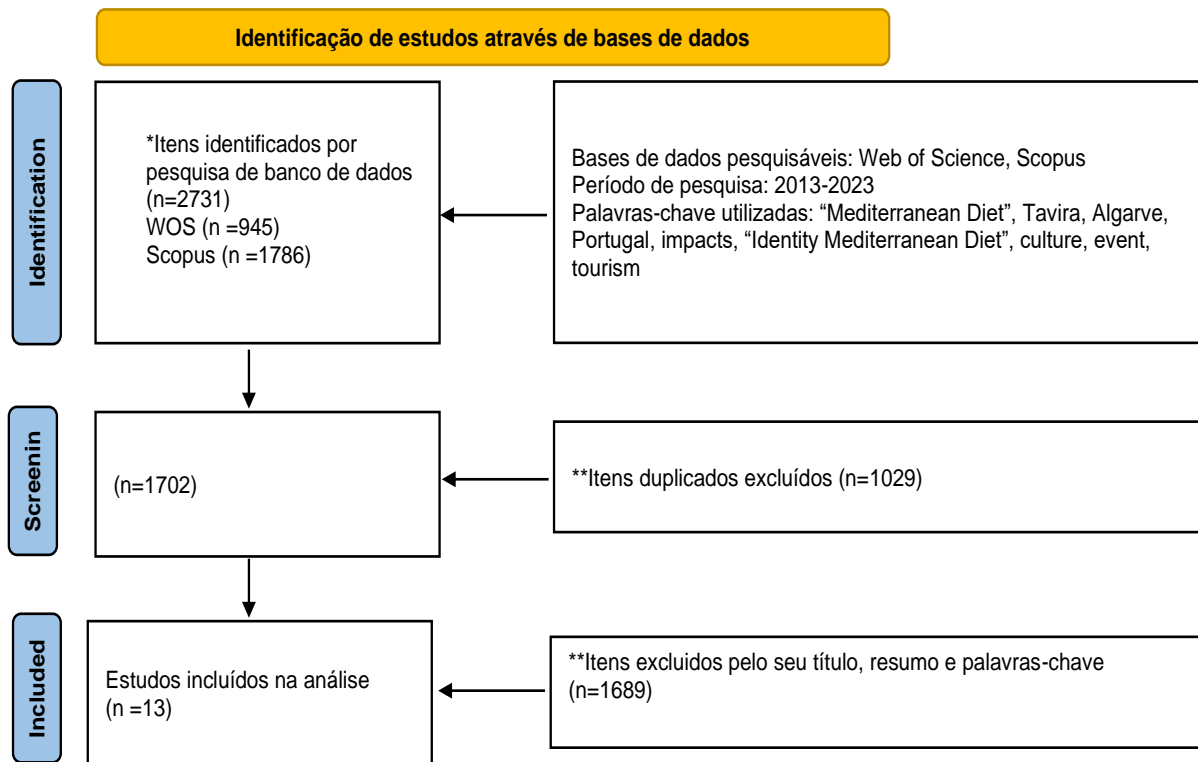 Identificação de estudos através de bases de dados
Identification
*Itens identificados por
pesquisa de banco de dados
(n=2731)
WOS (n =945)
Scopus (n =1786)
Bases de dados pesquisáveis: Web of Science, Scopus
Período de pesquisa: 2013-2023
Palavras-chave utilizadas: “Mediterranean Diet”, Tavira, Algarve,
Portugal, impacts, “Identity Mediterranean Diet”, culture, event,
tourism
Screenin
(n=1702)
**Itens duplicados excluídos (n=1029)
Included
Estudos incluídos na análise
(n =13)
**Itens excluidos pelo seu título, resumo e palavras-chave
(n=1689)